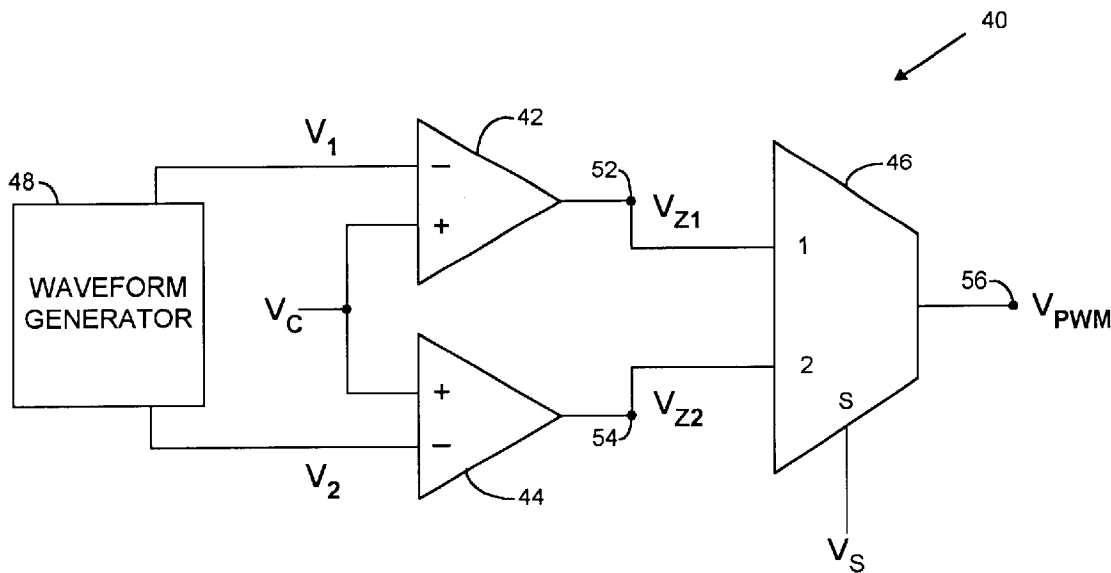 40
42
V1
48
−
52
46
VZ1
+
1
WAVEFORM
GENERATOR
VC
56
VPWM
2
+
S
VZ2
54
−
V2
44
VS